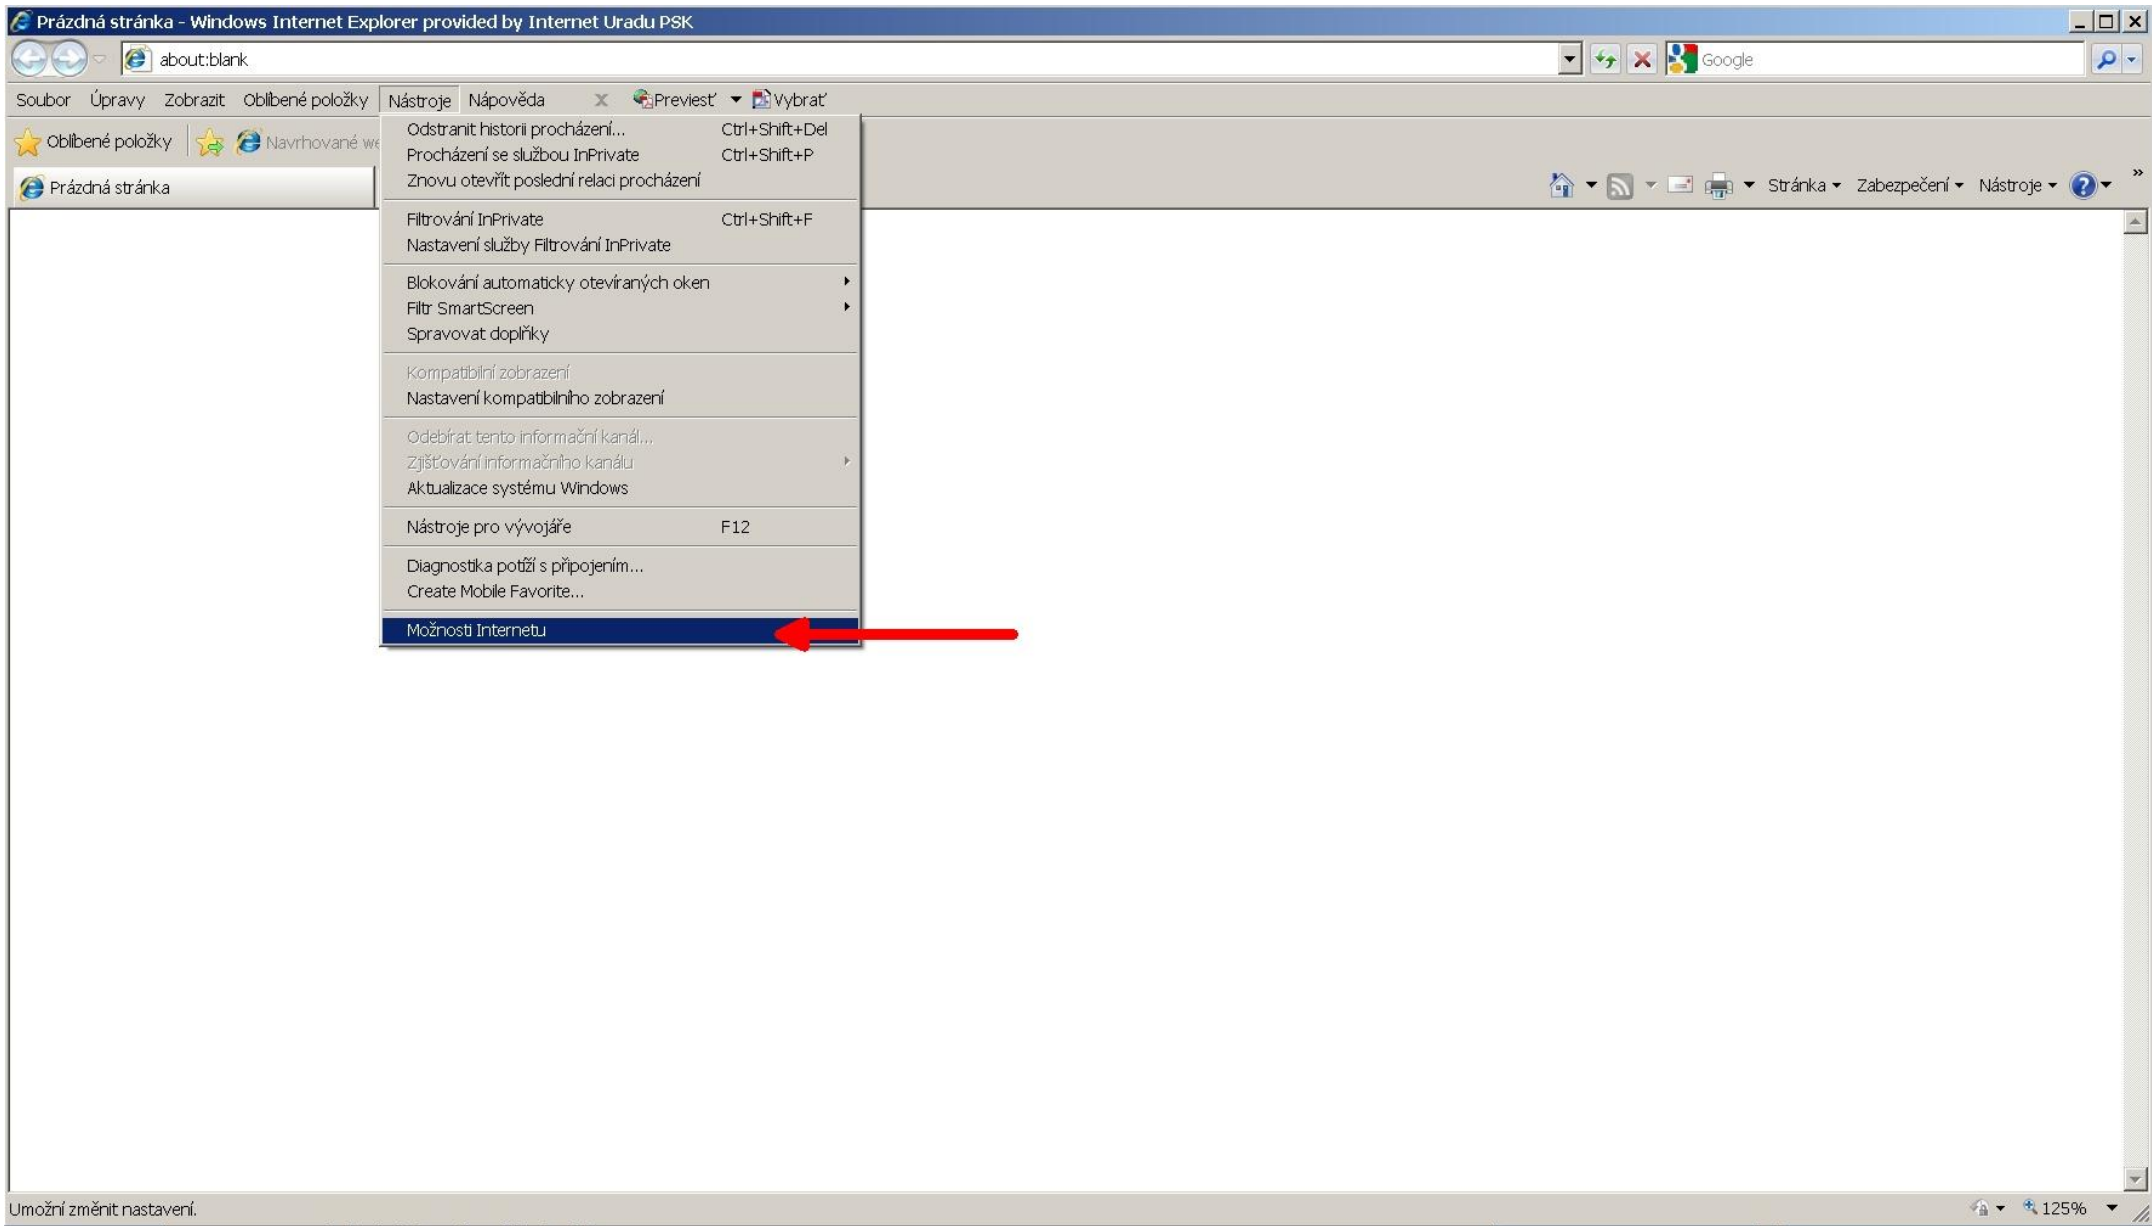 Prázdná stránka - Windows Internet Explorer provided by Internet Uradu PSK
about:blank
Google
Soubor Úpravy Zobrazit Oblíbené položky Nástroje Nápověda x Previesť Vybrať
Oblíbené položky Navrhované we
Prázdná stránka
Stránka Zabezpečení Nástroje »
Odstranit historii procházení... Ctrl+Shift+Del
Procházení se službou InPrivate Ctrl+Shift+P
Znovu otevřít poslední relaci procházení
Filtrování InPrivate Ctrl+Shift+F
Nastavení služby Filtrování InPrivate
Blokování automaticky otevíraných oken
Filtr SmartScreen
Spravovat doplňky
Kompatibilní zobrazení
Nastavení kompatibilního zobrazení
Odebírat tento informační kanál...
Zjišťování informačního kanálu
Aktualizace systému Windows
Nástroje pro vývojáře F12
Diagnostika potíží s připojením...
Create Mobile Favorite...
Možnosti Internetu
Umožní změnit nastavení.
125%